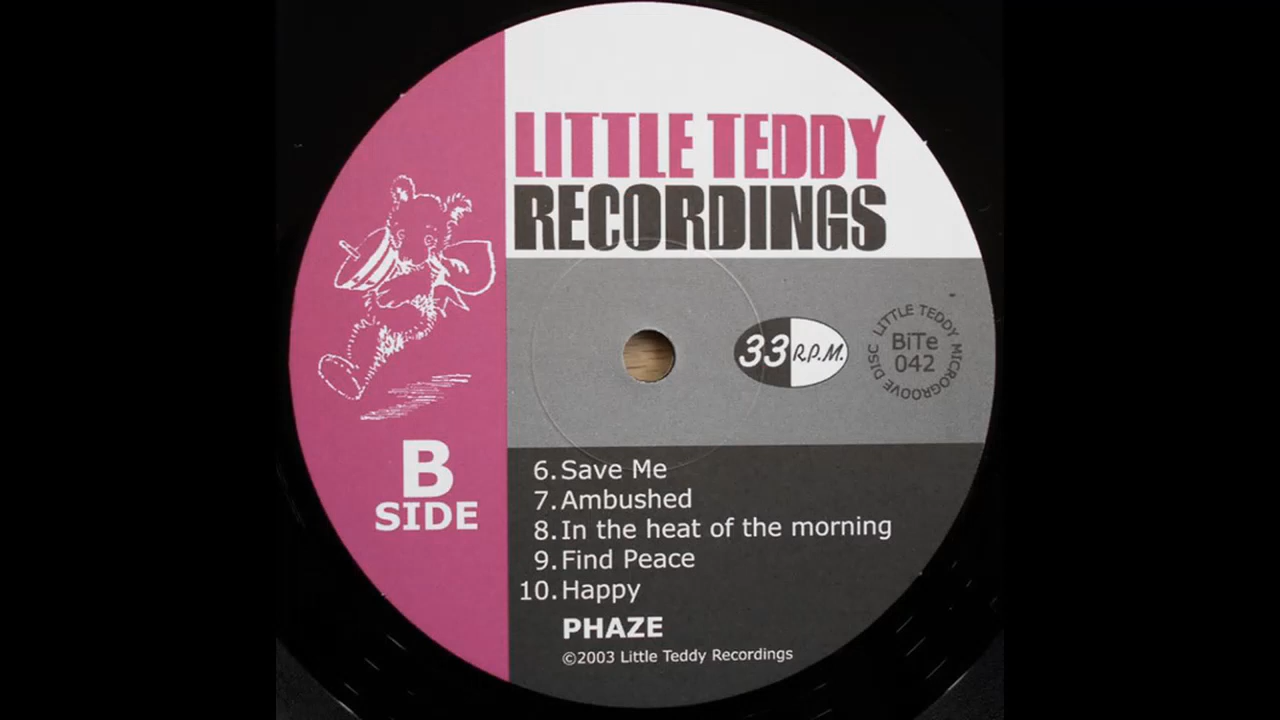 LITTLE TEDDY
RECORDINGS
33 R.P.M.
LITTLE TEDDY MICROGROOVE DISC
BiTe
042
B
SIDE
6. Save Me
7. Ambushed
8. In the heat of the morning
9. Find Peace
10. Happy
PHAZE
©2003 Little Teddy Recordings